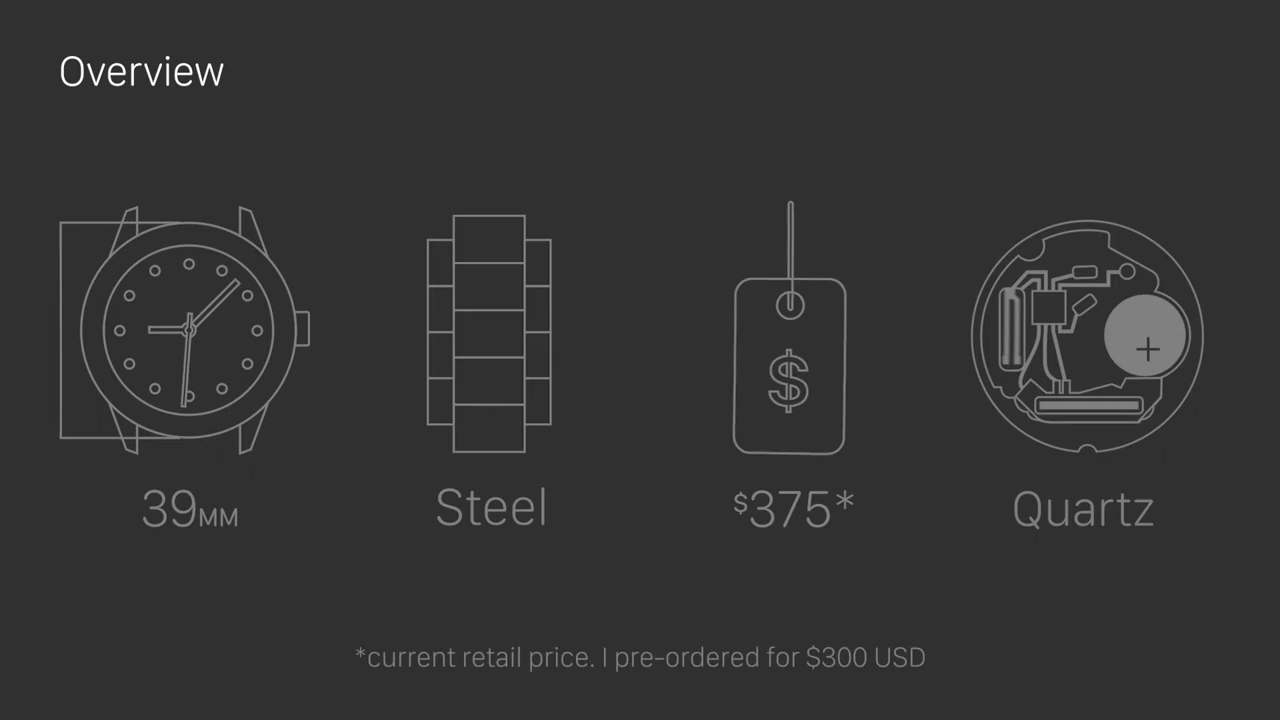 Overview
39MM
Steel
$375*
Quartz
*current retail price. I pre-ordered for $300 USD